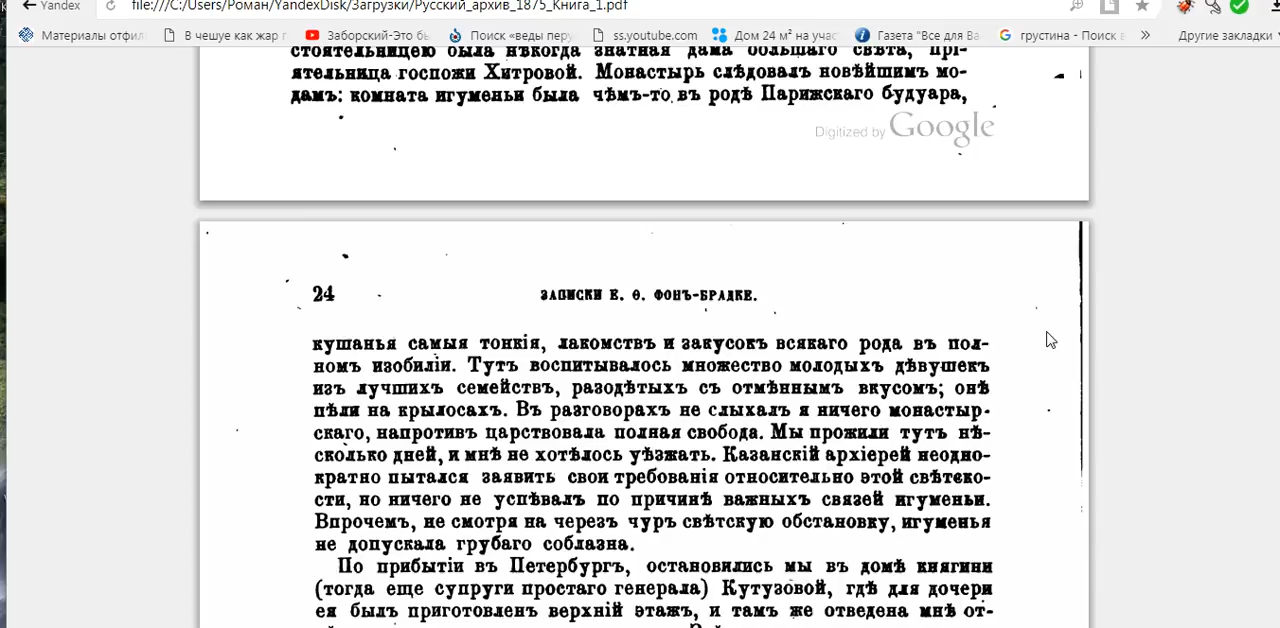 Yandex
file:///C:/Users/Роман/YandexDisk/Загрузки/Русский_архив_1875_Книга_1.pdf
Материалы отфил
В чешуе как жар г
Заборский-Это бы
Поиск «веды перу
ss.youtube.com
Дом 24 м² на учас
Газета "Все для Ва
грустина - Поиск в
Другие закладки
стоятельницею была нѣкогда знатная дама большаго свѣта, прі-
ятельница госпожи Хитровой. Монастырь слѣдовалъ новѣйшимъ мо-
дамъ: комната игуменьи была чѣмъ-то въ родѣ Парижскаго будуара,
Digitized by Google
24
ЗАПИСКИ Е. Ѳ. ФОНЪ-БРАДКЕ.
кушанья самыя тонкія, лакомствъ и закусокъ всякаго рода въ пол-
номъ изобиліи. Тутъ воспитывалось множество молодыхъ дѣвушекъ
изъ лучшихъ семействъ, разодѣтыхъ съ отмѣннымъ вкусомъ; онѣ
пѣли на крылосахъ. Въ разговорахъ не слыхалъ я ничего монастыр-
скаго, напротивъ царствовала полная свобода. Мы прожили тутъ нѣ-
сколько дней, и мнѣ не хотѣлось уѣзжать. Казанскій архіерей неодно-
кратно пытался заявить свои требованія относительно этой свѣтско-
сти, но ничего не успѣвалъ по причинѣ важныхъ связей игуменьи.
Впрочемъ, не смотря на черезъ чуръ свѣтскую обстановку, игуменья
не допускала грубаго соблазна.
По прибытіи въ Петербургъ, остановились мы въ домѣ княгини
(тогда еще супруги простаго генерала) Кутузовой, гдѣ для дочери
ея былъ приготовленъ верхній этажъ, и тамъ же отведена мнѣ от-